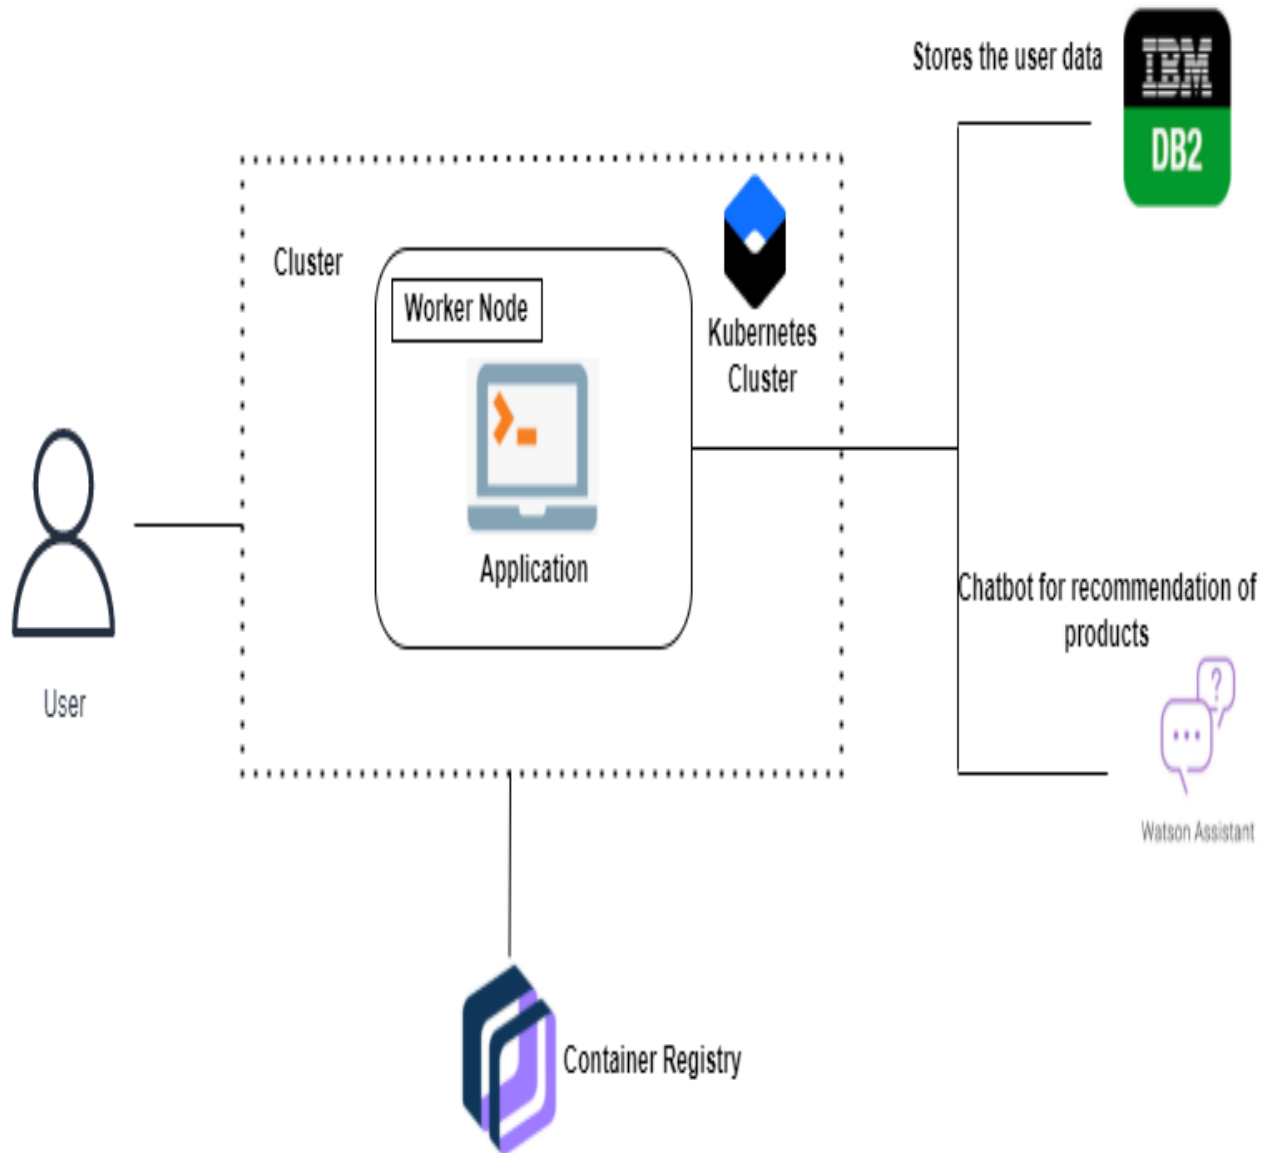 Stores the user data
IBM
DB2
Cluster
Worker Node
Kubernetes
Cluster
Application
User
Chatbot for recommendation of
products
?
Watson Assistant
Container Registry